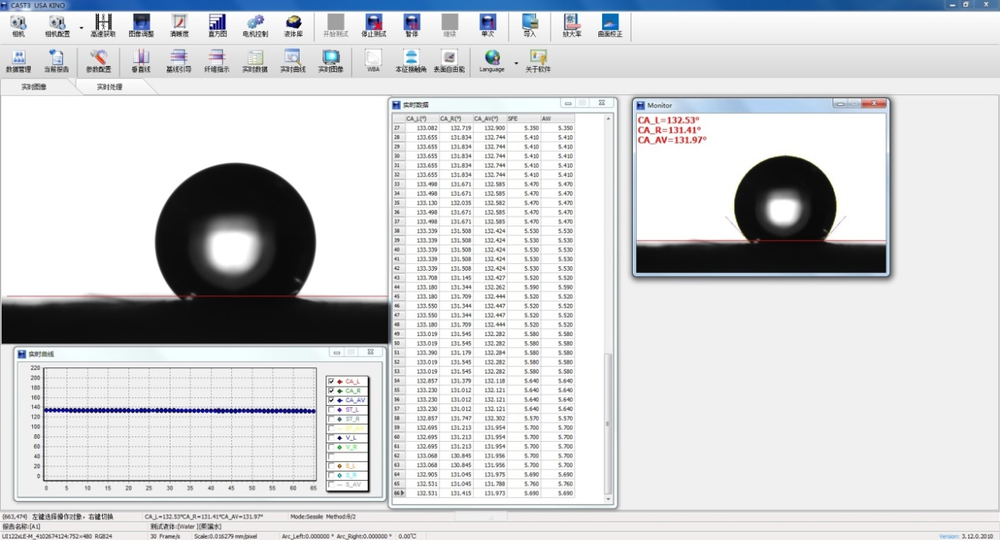 CAST3 USA KINO
相机 相机配置 高速获取 图像调整 清晰度 直方图 电机控制 液体库 开始测试 停止测试 暂停 继续 单次 导入 放大率 曲面校正
数据管理 当前报告 参数配置 垂直线 基线引导 纤维指示 实时数据 实时曲线 实时图像 WBA 本征接触角 表面自由能 Language 关于软件
实时图像 实时处理
实时数据
CA_L(°) CA_R(°) CA_AV(°) SFE AW
27 133.082 132.719 132.900 5.350 5.350
28 133.655 131.834 132.744 5.410 5.410
29 133.655 131.834 132.744 5.410 5.410
30 133.655 131.834 132.744 5.410 5.410
31 133.655 131.834 132.744 5.410 5.410
32 133.655 131.834 132.744 5.410 5.410
33 133.498 131.671 132.585 5.470 5.470
34 133.498 131.671 132.585 5.470 5.470
35 133.130 132.035 132.582 5.470 5.470
36 133.498 131.671 132.585 5.470 5.470
37 133.498 131.671 132.585 5.470 5.470
38 133.339 131.508 132.424 5.530 5.530
39 133.339 131.508 132.424 5.530 5.530
40 133.339 131.508 132.424 5.530 5.530
41 133.339 131.508 132.424 5.530 5.530
42 133.339 131.508 132.424 5.530 5.530
43 133.708 131.145 132.427 5.520 5.520
44 133.180 131.344 132.262 5.590 5.590
45 133.180 131.709 132.444 5.520 5.520
46 133.550 131.344 132.447 5.520 5.520
47 133.550 131.344 132.447 5.520 5.520
48 133.180 131.709 132.444 5.520 5.520
49 133.019 131.545 132.282 5.580 5.580
50 133.019 131.545 132.282 5.580 5.580
51 133.390 131.179 132.284 5.580 5.580
52 133.019 131.545 132.282 5.580 5.580
53 133.019 131.545 132.282 5.580 5.580
54 132.857 131.379 132.118 5.640 5.640
55 133.230 131.012 132.121 5.640 5.640
56 133.230 131.012 132.121 5.640 5.640
57 133.230 131.012 132.121 5.640 5.640
58 132.857 131.747 132.302 5.570 5.570
59 132.695 131.213 131.954 5.700 5.700
60 132.695 131.213 131.954 5.700 5.700
61 132.695 131.213 131.954 5.700 5.700
62 133.068 130.845 131.956 5.700 5.700
63 133.068 130.845 131.956 5.700 5.700
64 132.905 131.045 131.975 5.690 5.690
65 132.531 131.045 131.788 5.760 5.760
66 132.531 131.415 131.973 5.690 5.690
Monitor
CA_L=132.53°
CA_R=131.41°
CA_AV=131.97°
实时曲线
220
200
180
160
140
120
100
80
60
40
20
0
0 5 10 15 20 25 30 35 40 45 50 55 60 65
CA_L
CA_R
CA_AV
ST_L
ST_R
ST_AV
V_L
V_R
S_L
S_R
S_AV
(663,474) 左键选择操作对象，右键切换 CA_L=132.53°CA_R=131.41°CA_AV=131.97° Mode:Sessile Method:θ/2
报告名称:[A1] 测试液体:[Water][蒸馏水]
UI122xLE-M_4102674124:752×480 RGB24 30 Frame/s Scale:0.016279 mm/pixel Arc_Left:0.000000 ° Arc_Right:0.000000 ° 0.00℃ Version: 3.12.0.2010